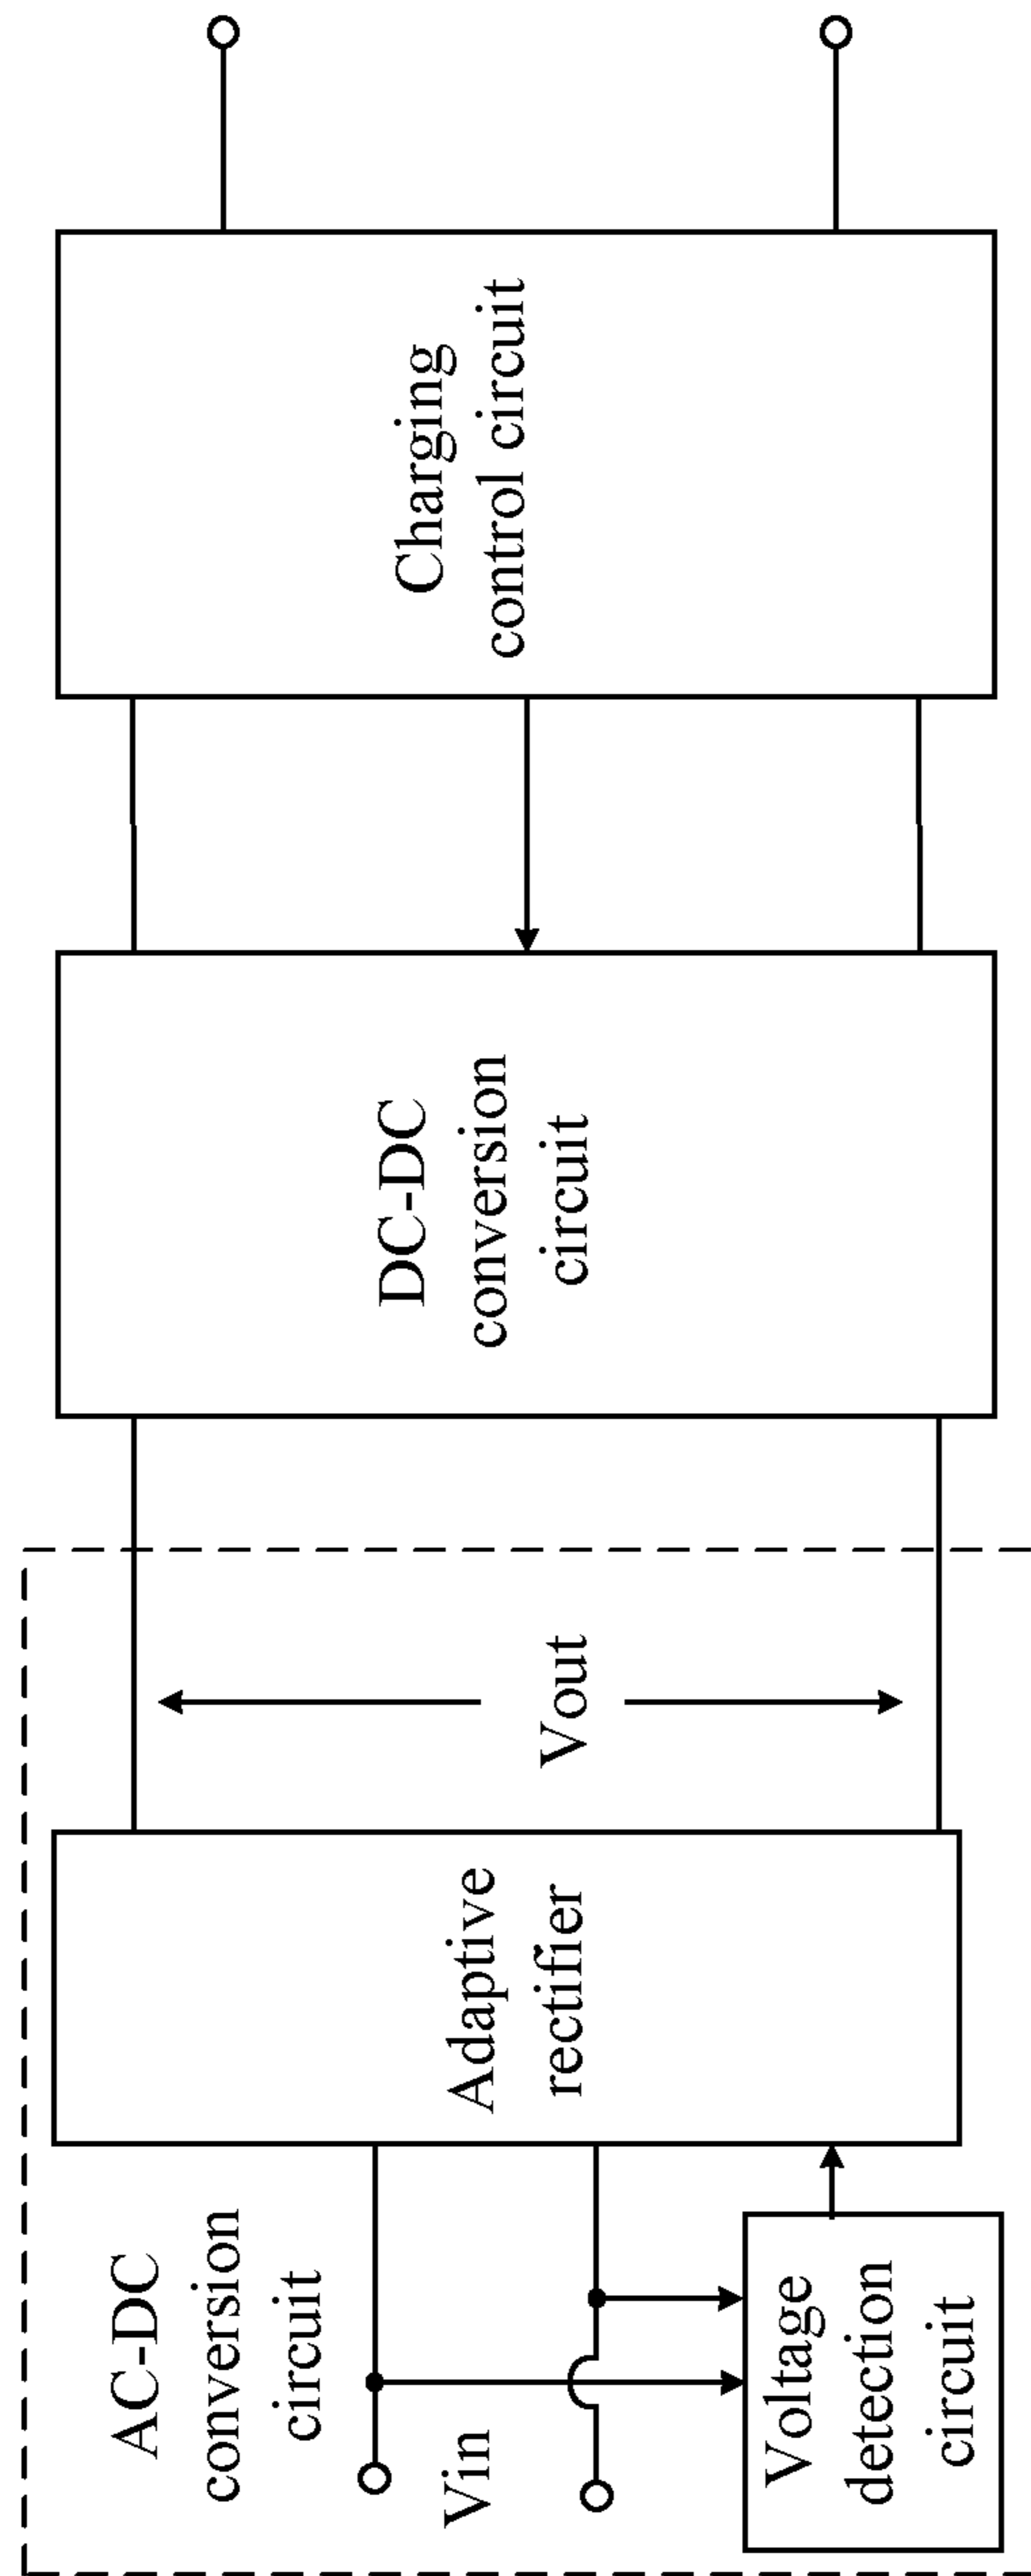 AC-DC
conversion
circuit
Vin
Voltage
detection
circuit
Adaptive
rectifier
Vout
DC-DC
conversion
circuit
Charging
control circuit